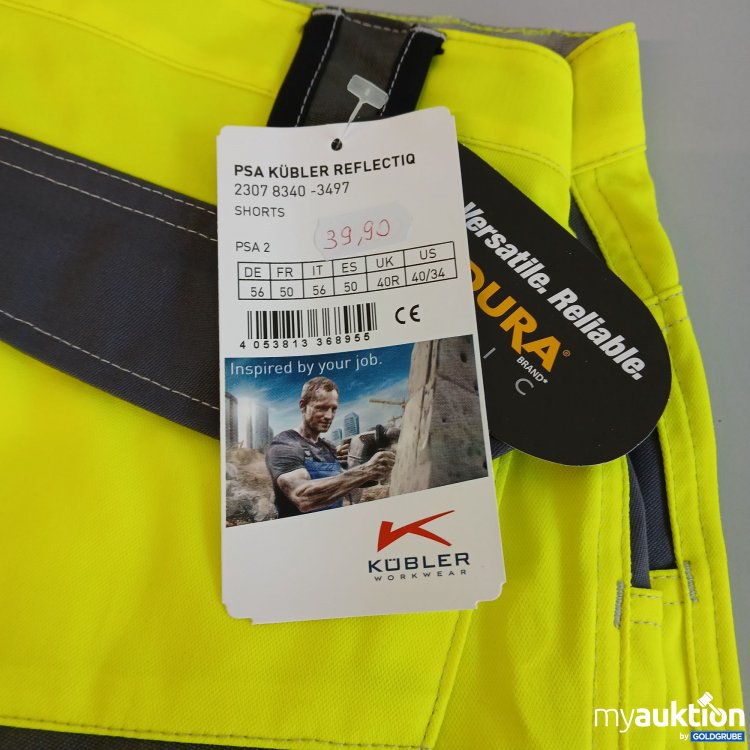 PSA KÜBLER REFLECTIQ
2307 8340 -3497
SHORTS
39,90
PSA 2
DE FR IT ES UK US
56 50 56 50 40R 40/34
4 053813 368955
CE
Inspired by your job.
KÜBLER
WORKWEAR
Versatile. Reliable.
DURA®
BRAND*
IC
myauktion
by GOLDGRUBE